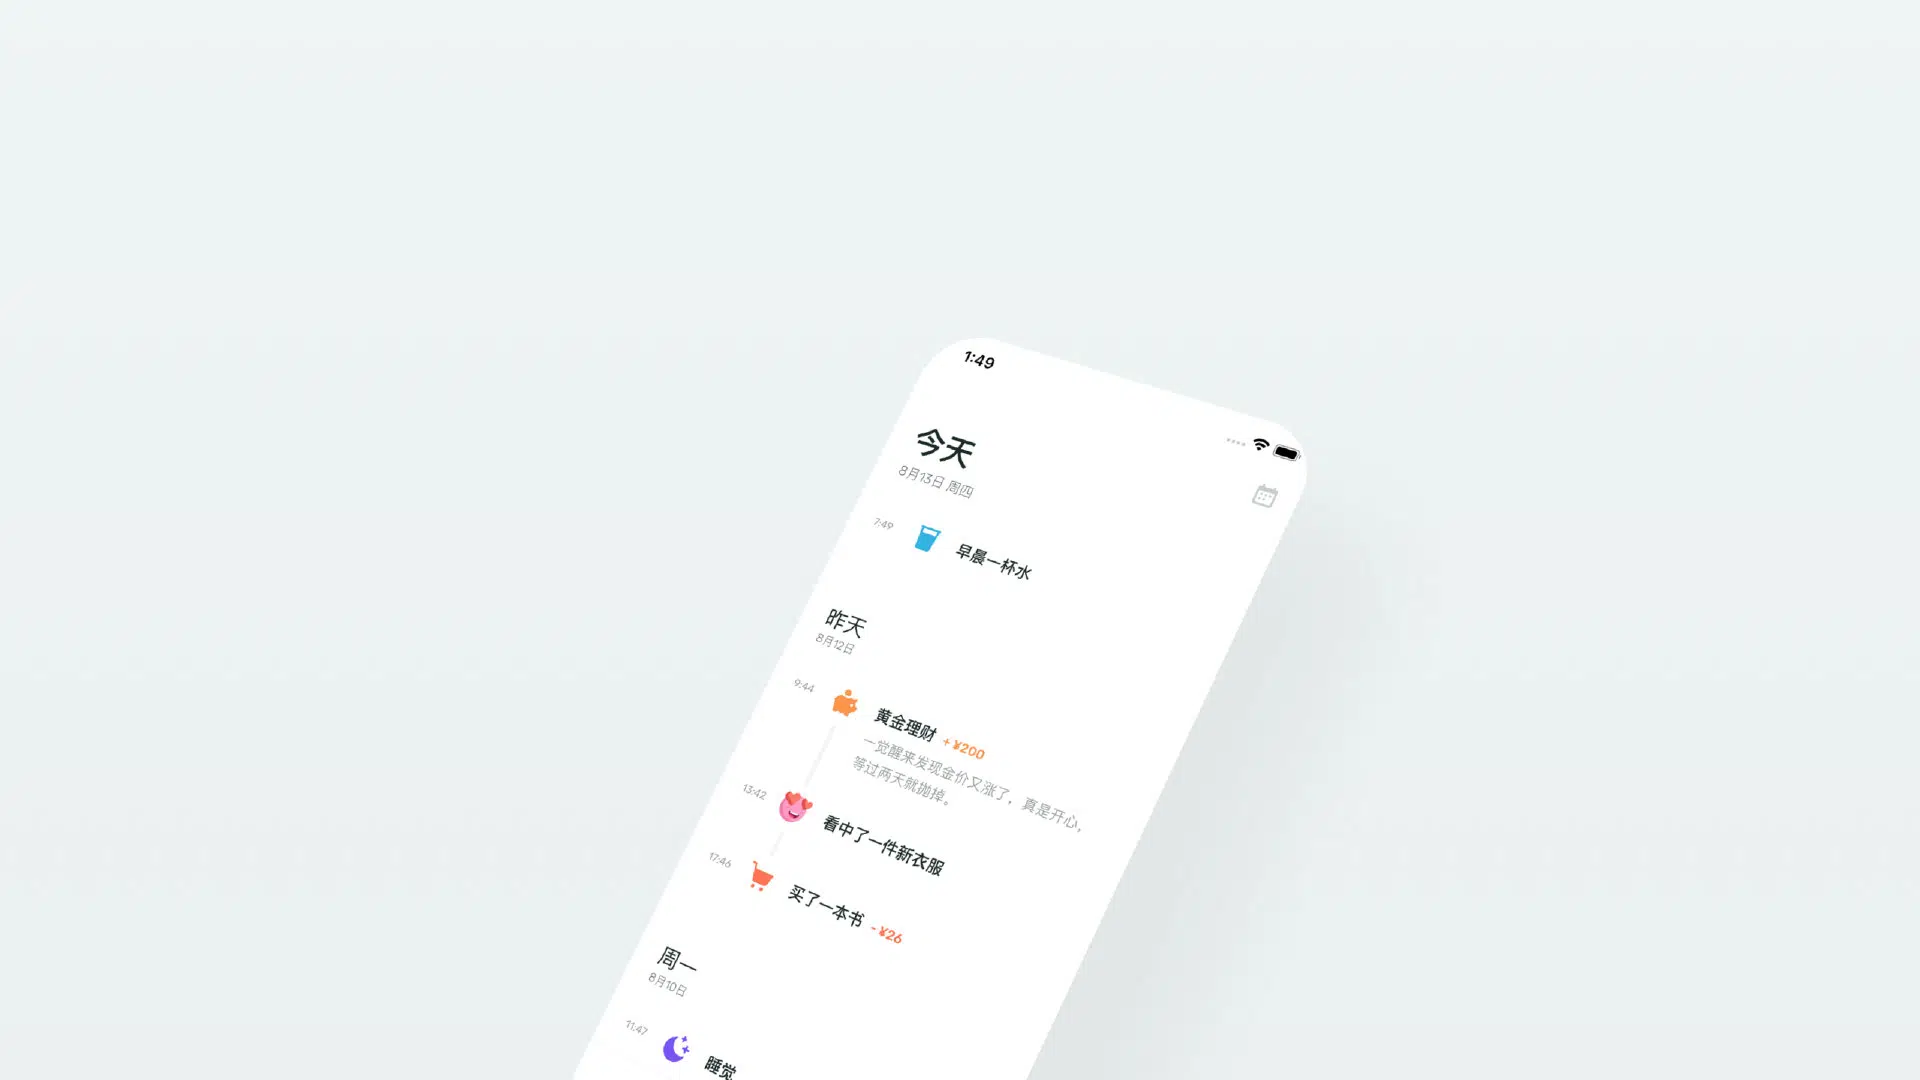 1:49
今天
8月13日 周四
7:49
早晨一杯水
昨天
8月12日
9:44
黄金理财 + ¥200
一觉醒来发现金价又涨了，真是开心，
等过两天就抛掉。
13:42
看中了一件新衣服
17:46
买了一本书 - ¥26
周一
8月10日
11:47
睡觉